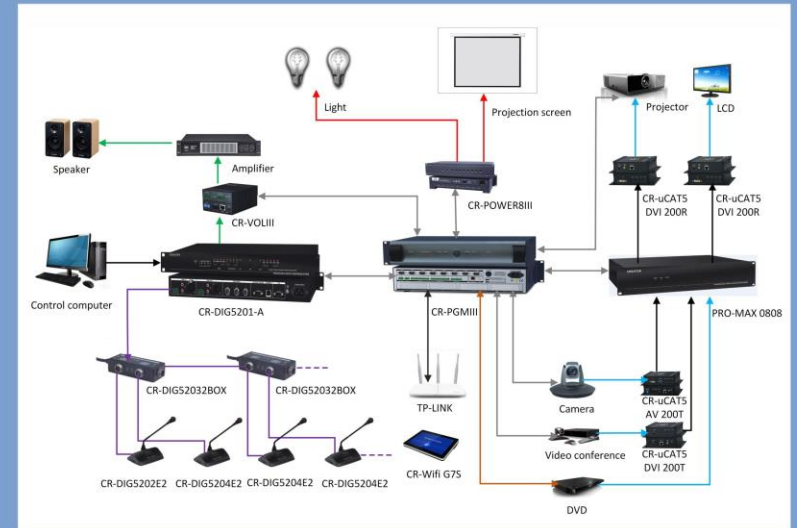 Light
Projection screen
Projector
LCD
Speaker
Amplifier
CR-POWER8III
CR-uCAT5
DVI 200R
CR-uCAT5
DVI 200R
CR-VOLIII
Control computer
CR-DIG5201-A
CR-PGMIII
PRO-MAX 0808
CR-DIG52032BOX
CR-DIG52032BOX
TP-LINK
Camera
CR-uCAT5
AV 200T
Video conference
CR-uCAT5
DVI 200T
CR-DIG5202E2
CR-DIG5204E2
CR-DIG5204E2
CR-DIG5204E2
CR-Wifi G7S
DVD